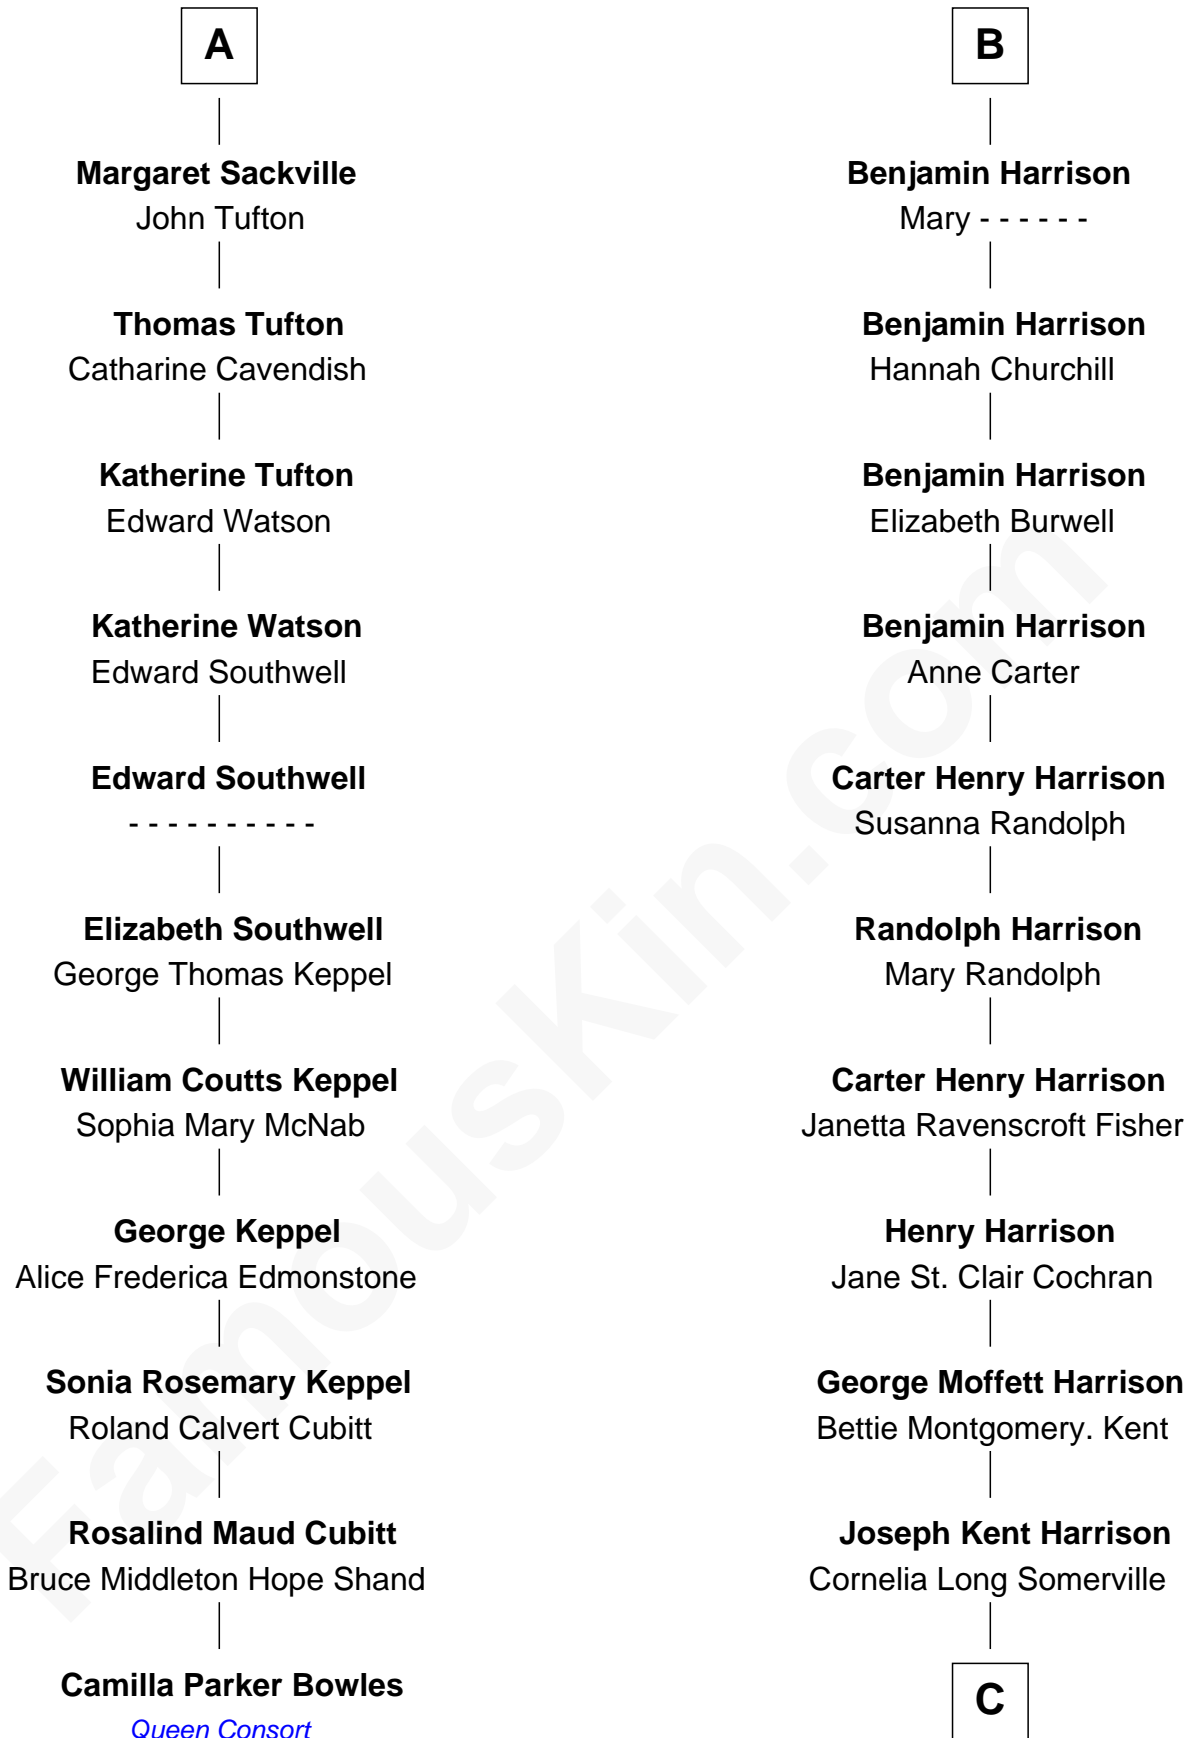 A
Margaret Sackville
John Tufton
Thomas Tufton
Catharine Cavendish
Katherine Tufton
Edward Watson
Katherine Watson
Edward Southwell
Edward Southwell
- - - - - - - - - -
Elizabeth Southwell
George Thomas Keppel
William Coutts Keppel
Sophia Mary McNab
George Keppel
Alice Frederica Edmonstone
Sonia Rosemary Keppel
Roland Calvert Cubitt
Rosalind Maud Cubitt
Bruce Middleton Hope Shand
Camilla Parker Bowles
Queen Consort
B
Benjamin Harrison
Mary - - - - - -
Benjamin Harrison
Hannah Churchill
Benjamin Harrison
Elizabeth Burwell
Benjamin Harrison
Anne Carter
Carter Henry Harrison
Susanna Randolph
Randolph Harrison
Mary Randolph
Carter Henry Harrison
Janetta Ravenscroft Fisher
Henry Harrison
Jane St. Clair Cochran
George Moffett Harrison
Bettie Montgomery. Kent
Joseph Kent Harrison
Cornelia Long Somerville
C
FamousKin.com